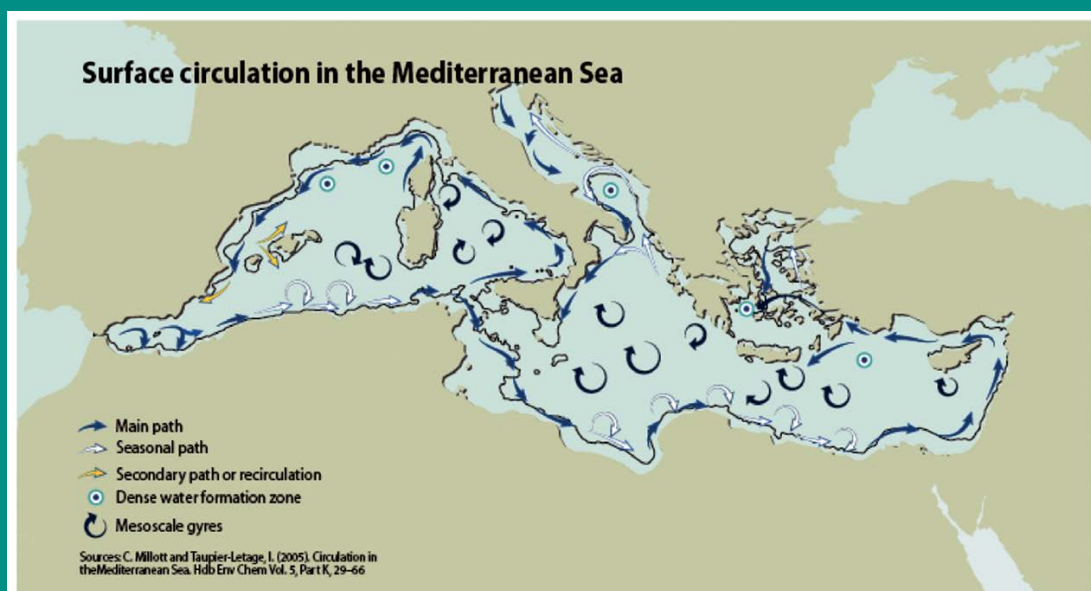 Surface circulation in the Mediterranean Sea
Main path
Seasonal path
Secondary path or recirculation
Dense water formation zone
Mesoscale gyres
Sources: C. Millott and Taupier-Letage, I. (2005). Circulation in
theMediterranean Sea. Hdb Env Chem Vol. 5, Part K, 29–66